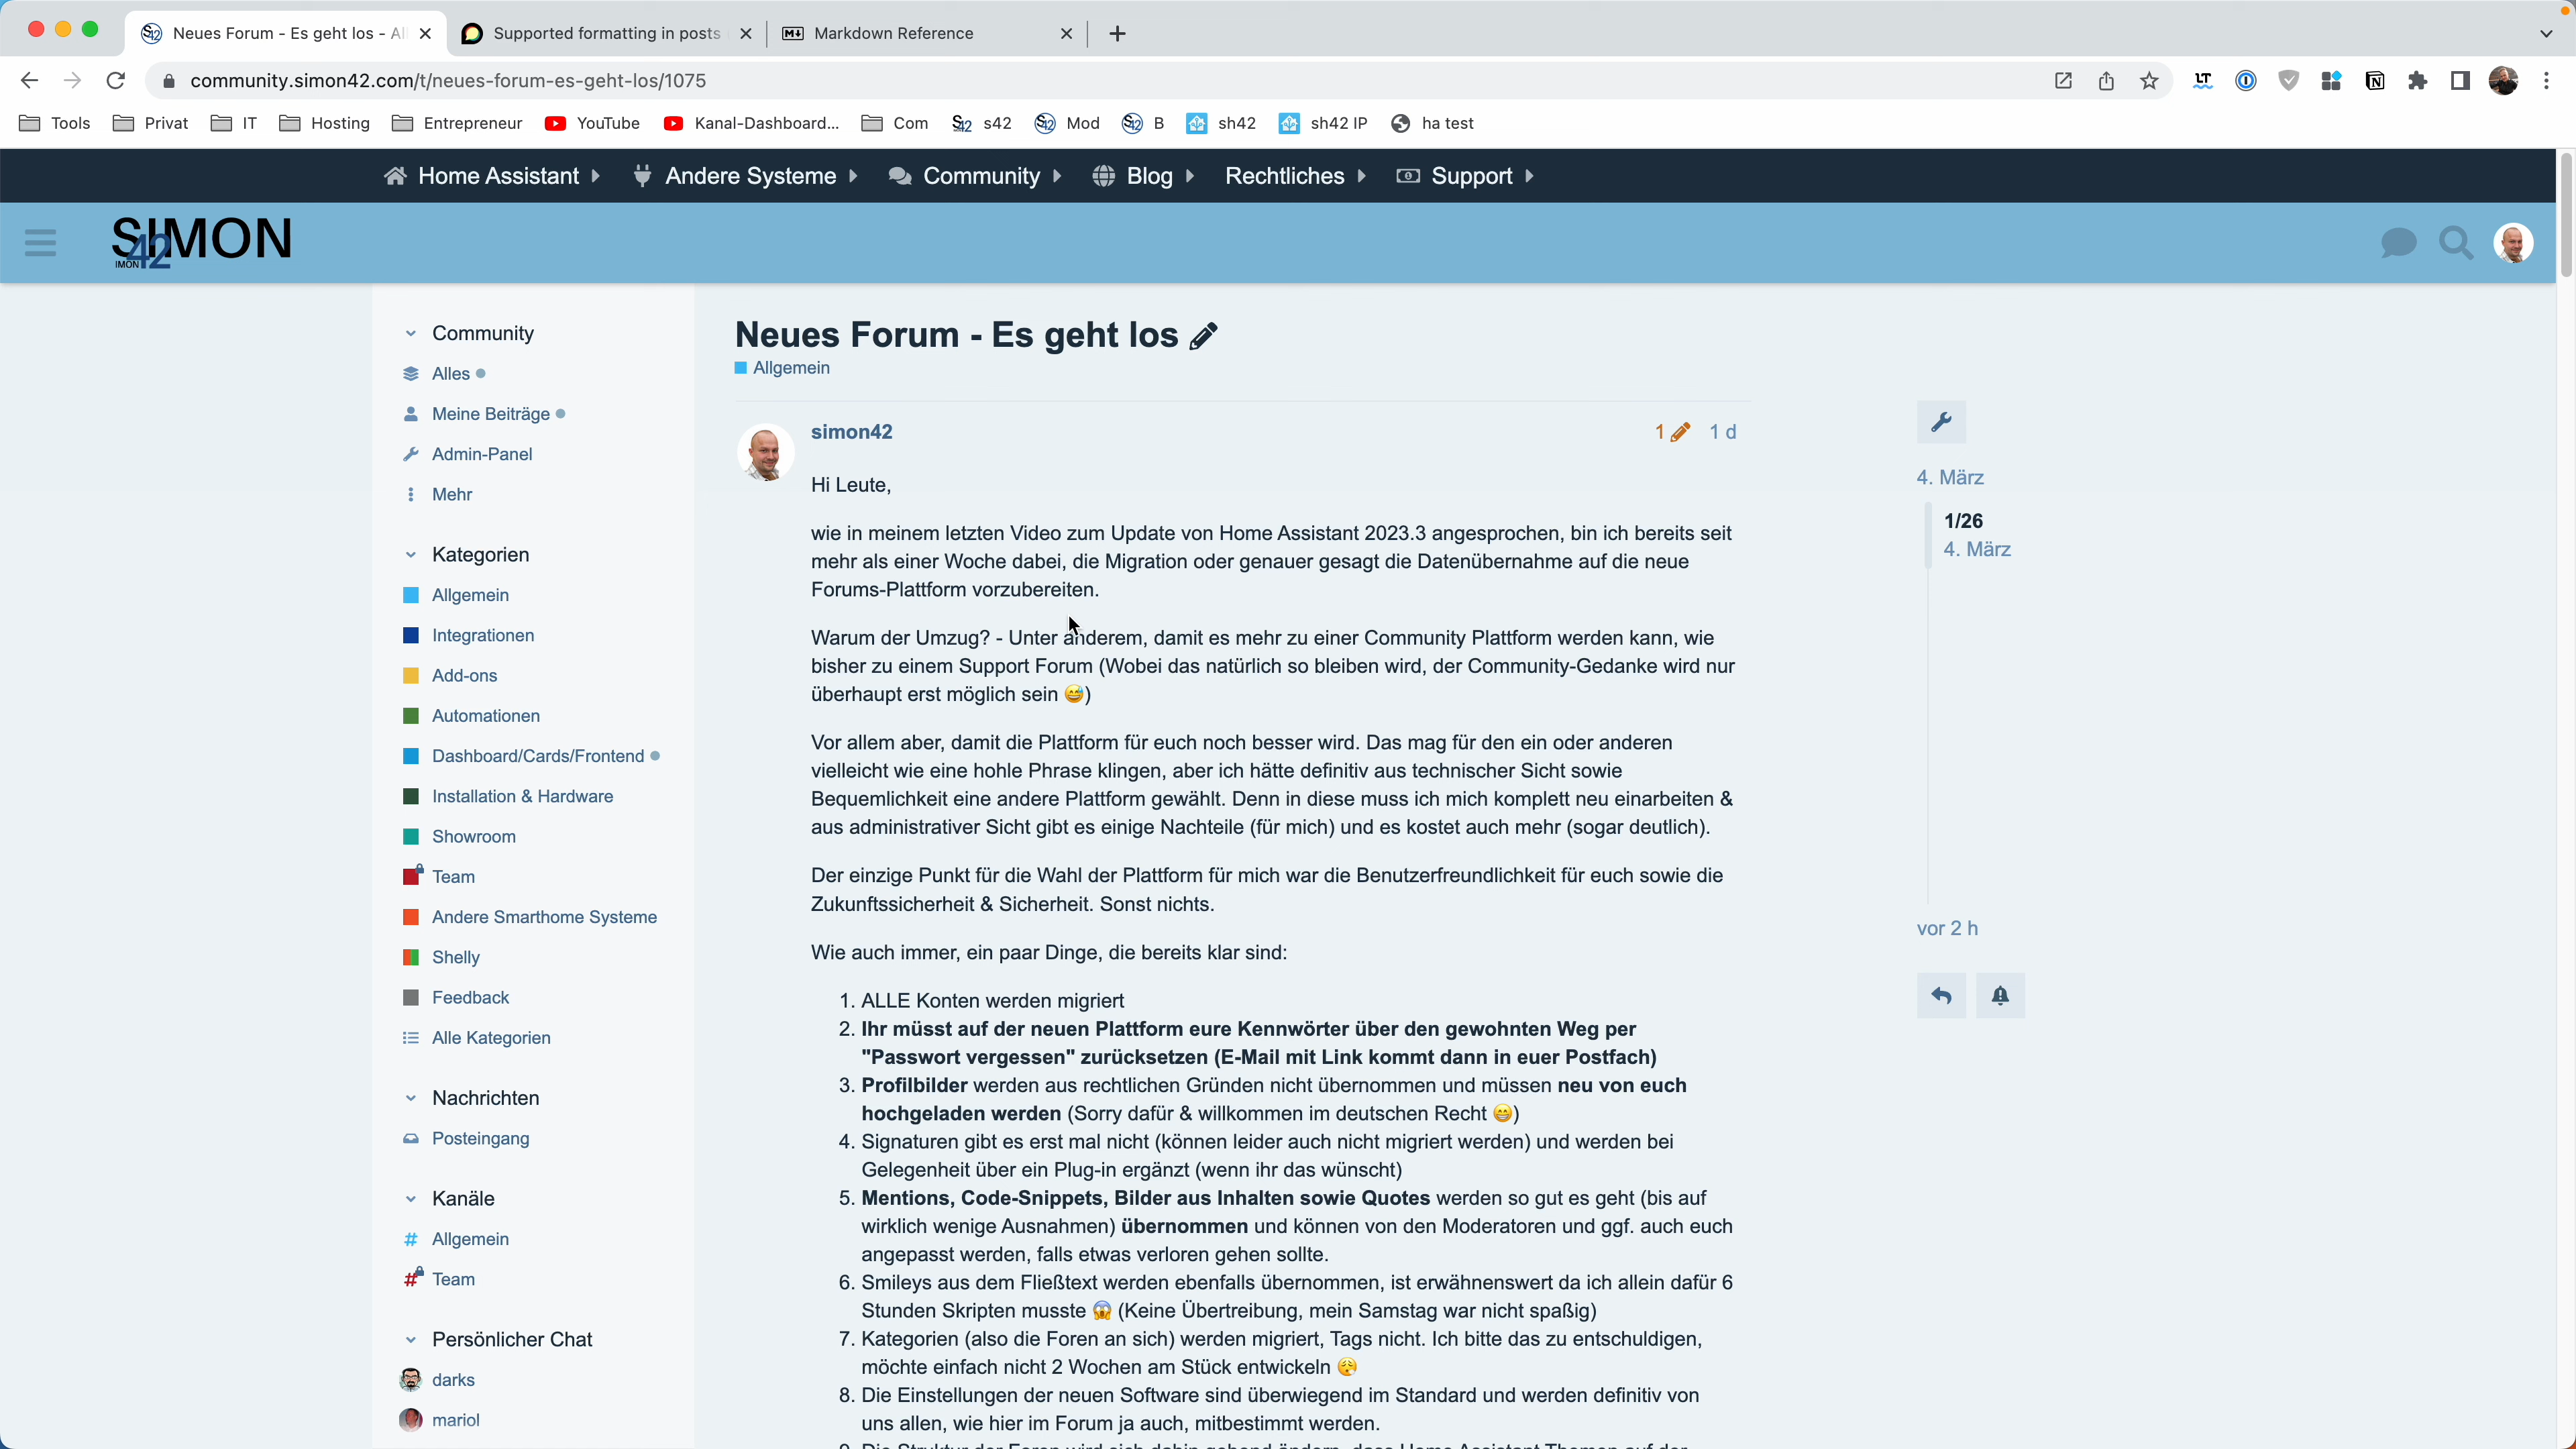 Neues Forum - Es geht los - Al
Supported formatting in posts
Markdown Reference
community.simon42.com/t/neues-forum-es-geht-los/1075
Tools
Privat
IT
Hosting
Entrepreneur
YouTube
Kanal-Dashboard...
Com
s42
Mod
B
sh42
sh42 IP
ha test
Home Assistant
Andere Systeme
Community
Blog
Rechtliches
Support
SIMON
42
IMON
Community
Alles
Meine Beiträge
Admin-Panel
Mehr
Kategorien
Allgemein
Integrationen
Add-ons
Automationen
Dashboard/Cards/Frontend
Installation & Hardware
Showroom
Team
Andere Smarthome Systeme
Shelly
Feedback
Alle Kategorien
Nachrichten
Posteingang
Kanäle
# Allgemein
# Team
Persönlicher Chat
darks
mariol
Neues Forum - Es geht los
Allgemein
simon42
1
1 d
Hi Leute,
wie in meinem letzten Video zum Update von Home Assistant 2023.3 angesprochen, bin ich bereits seit
mehr als einer Woche dabei, die Migration oder genauer gesagt die Datenübernahme auf die neue
Forums-Plattform vorzubereiten.
Warum der Umzug? - Unter anderem, damit es mehr zu einer Community Plattform werden kann, wie
bisher zu einem Support Forum (Wobei das natürlich so bleiben wird, der Community-Gedanke wird nur
überhaupt erst möglich sein 😅)
Vor allem aber, damit die Plattform für euch noch besser wird. Das mag für den ein oder anderen
vielleicht wie eine hohle Phrase klingen, aber ich hätte definitiv aus technischer Sicht sowie
Bequemlichkeit eine andere Plattform gewählt. Denn in diese muss ich mich komplett neu einarbeiten &
aus administrativer Sicht gibt es einige Nachteile (für mich) und es kostet auch mehr (sogar deutlich).
Der einzige Punkt für die Wahl der Plattform für mich war die Benutzerfreundlichkeit für euch sowie die
Zukunftssicherheit & Sicherheit. Sonst nichts.
Wie auch immer, ein paar Dinge, die bereits klar sind:
1. ALLE Konten werden migriert
2. Ihr müsst auf der neuen Plattform eure Kennwörter über den gewohnten Weg per
"Passwort vergessen" zurücksetzen (E-Mail mit Link kommt dann in euer Postfach)
3. Profilbilder werden aus rechtlichen Gründen nicht übernommen und müssen neu von euch
hochgeladen werden (Sorry dafür & willkommen im deutschen Recht 😁)
4. Signaturen gibt es erst mal nicht (können leider auch nicht migriert werden) und werden bei
Gelegenheit über ein Plug-in ergänzt (wenn ihr das wünscht)
5. Mentions, Code-Snippets, Bilder aus Inhalten sowie Quotes werden so gut es geht (bis auf
wirklich wenige Ausnahmen) übernommen und können von den Moderatoren und ggf. auch euch
angepasst werden, falls etwas verloren gehen sollte.
6. Smileys aus dem Fließtext werden ebenfalls übernommen, ist erwähnenswert da ich allein dafür 6
Stunden Skripten musste 😱 (Keine Übertreibung, mein Samstag war nicht spaßig)
7. Kategorien (also die Foren an sich) werden migriert, Tags nicht. Ich bitte das zu entschuldigen,
möchte einfach nicht 2 Wochen am Stück entwickeln 😮‍💨
8. Die Einstellungen der neuen Software sind überwiegend im Standard und werden definitiv von
uns allen, wie hier im Forum ja auch, mitbestimmt werden.
4. März
1/26
4. März
vor 2 h